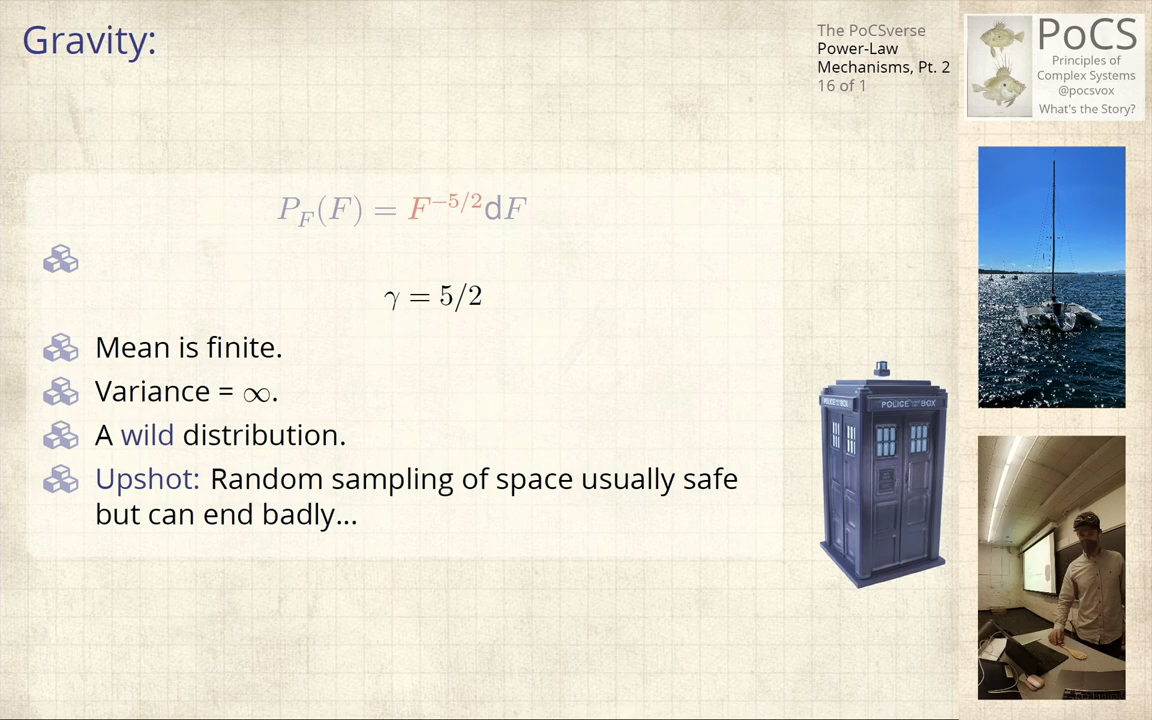 Gravity:
The PoCSverse
Power-Law
Mechanisms, Pt. 2
16 of 1
PoCS
Principles of
Complex Systems
@pocsvox
What's the Story?
P_F(F) = F^{-5/2}dF
γ = 5/2
Mean is finite.
Variance = ∞.
A wild distribution.
Upshot: Random sampling of space usually safe
but can end badly...
POLICE BOX
POLICE BOX